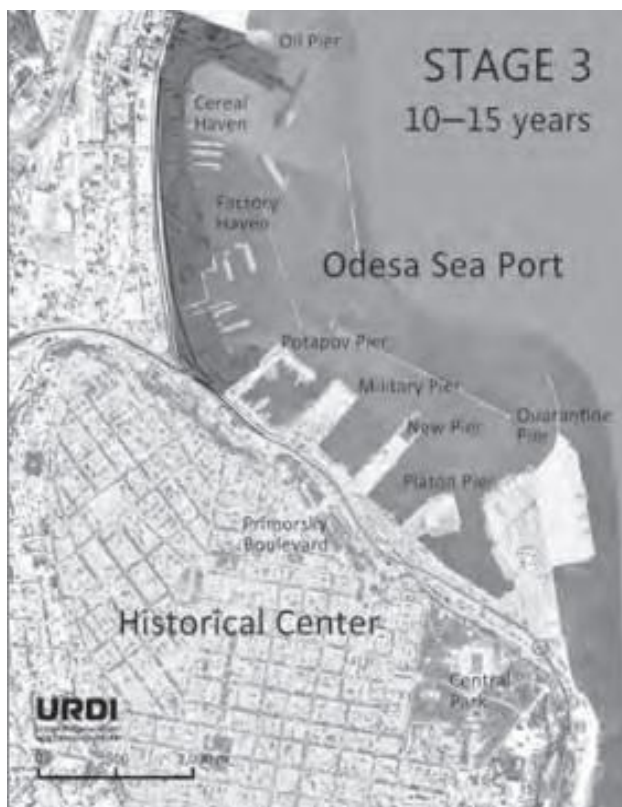 Oil Pier
STAGE 3
10—15 years
Cereal
Haven
Factory
Haven
Odesa Sea Port
Potapov Pier
Military Pier
New Pier
Quarantine
Pier
Platon Pier
Primorsky
Boulevard
Historical Center
Central
Park
URDI
0